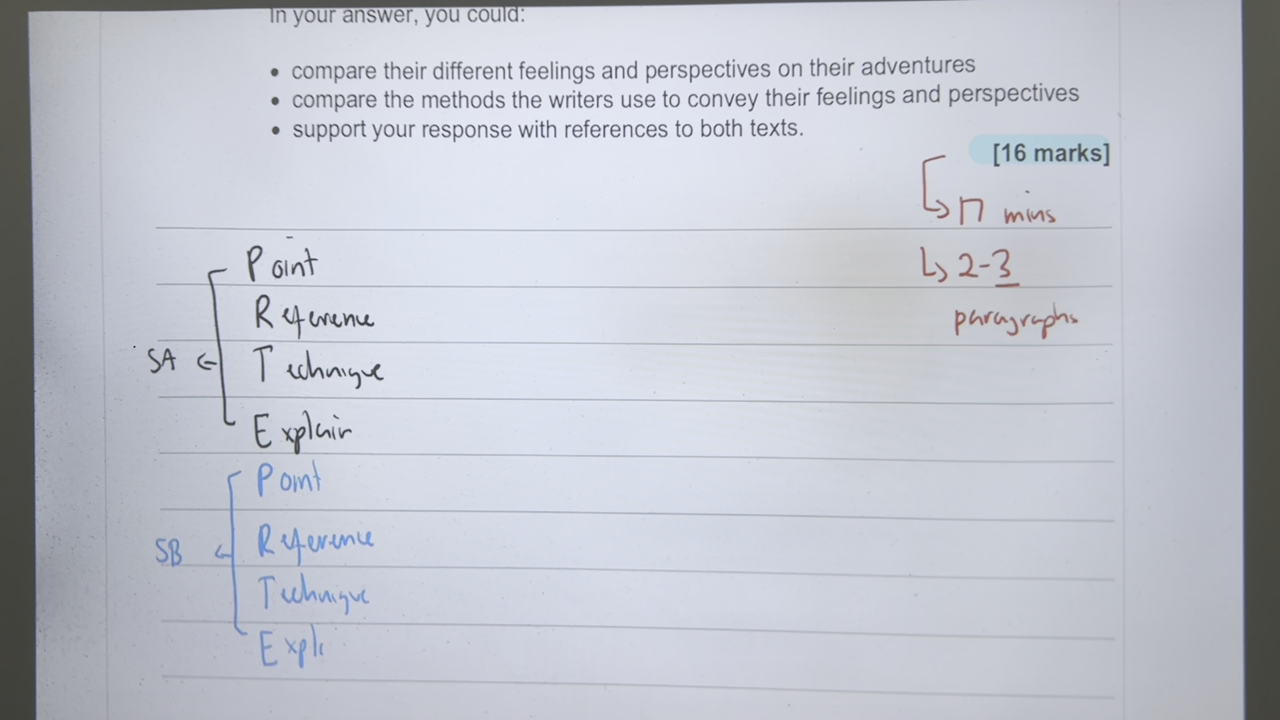 In your answer, you could:
• compare their different feelings and perspectives on their adventures
• compare the methods the writers use to convey their feelings and perspectives
• support your response with references to both texts.
[16 marks]
17 mins
2-3
paragraphs
Point
Reference
SA
Technique
Explain
Point
Reference
SB
Technique
Expl